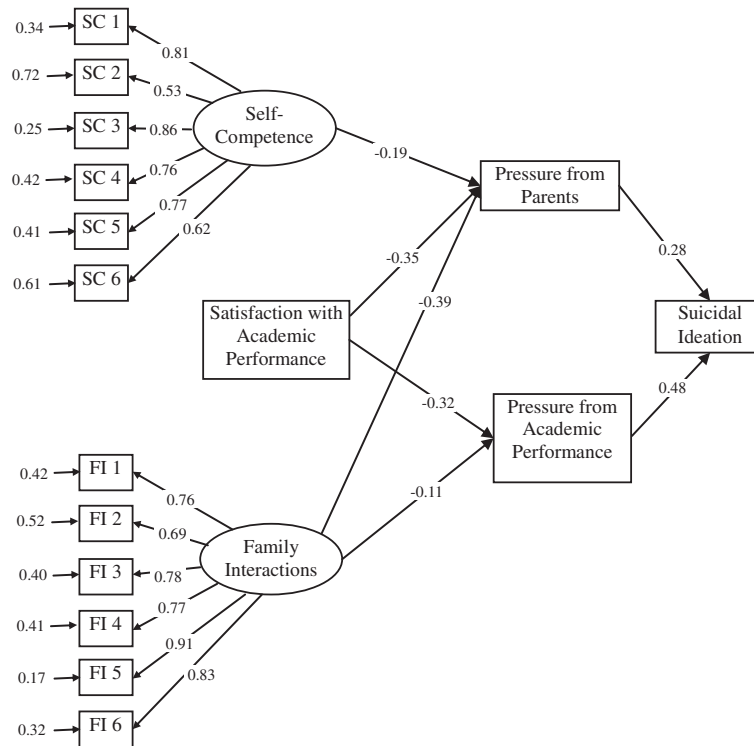 0.34
SC 1
0.81
0.72
SC 2
0.53
0.25
SC 3
0.86
0.42
SC 4
0.76
0.41
SC 5
0.77
0.61
SC 6
0.62
Self-
Competence
-0.19
Pressure from
Parents
-0.35
-0.39
0.28
Satisfaction with
Academic
Performance
Suicidal
Ideation
-0.32
0.48
Pressure from
Academic
Performance
-0.11
0.42
FI 1
0.76
0.52
FI 2
0.69
0.40
FI 3
0.78
0.41
FI 4
0.77
0.17
FI 5
0.91
0.32
FI 6
0.83
Family
Interactions